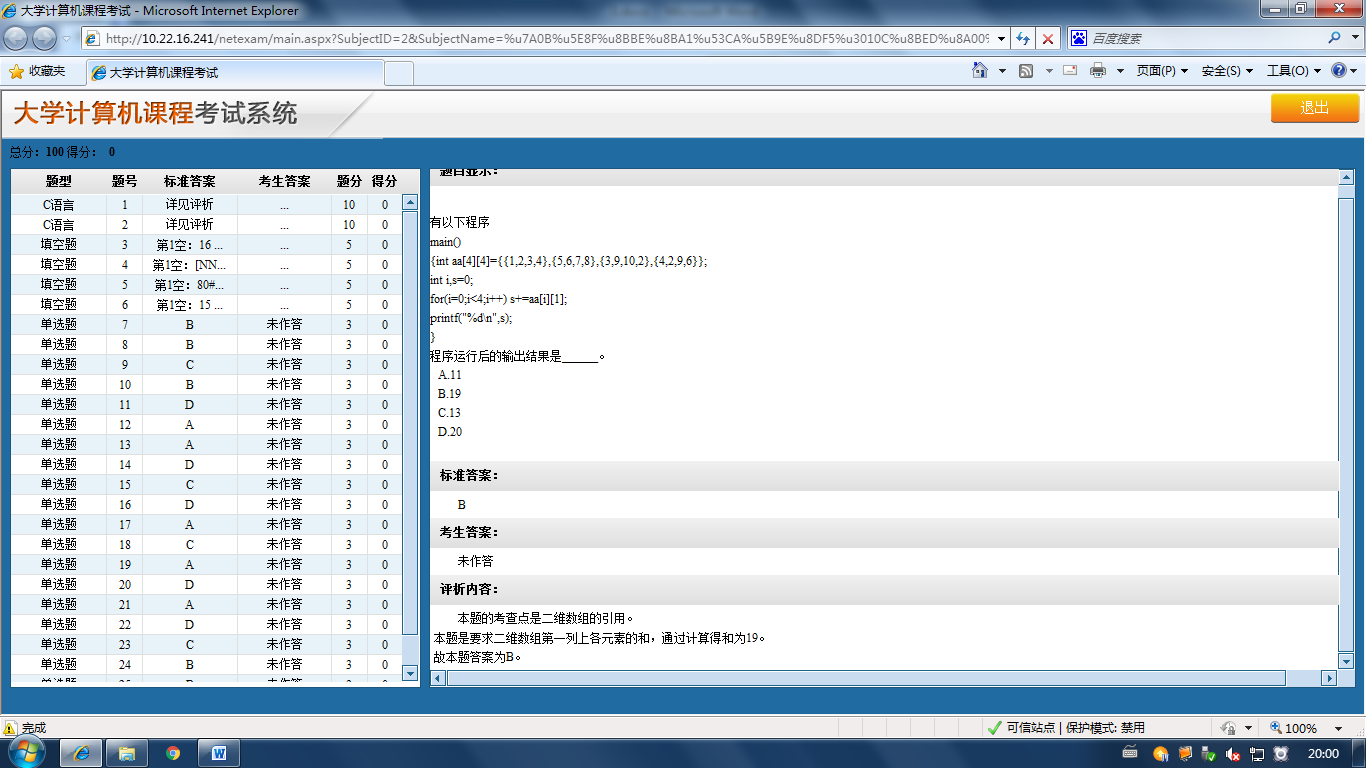 大学计算机课程考试 - Microsoft Internet Explorer
http://10.22.16.241/netexam/main.aspx?SubjectID=2&SubjectName=%u7A0B%u5E8F%u8BBE%u8BA1%u53CA%u5B9E%u8DF5%u3010C%u8BED%u8A00%
百度搜索
收藏夹
大学计算机课程考试
页面(P)
安全(S)
工具(O)
大学计算机课程考试系统
退出
总分：100 得分： 0
题型 题号 标准答案 考生答案 题分 得分
C语言 1 详见评析 ... 10 0
C语言 2 详见评析 ... 10 0
填空题 3 第1空：16 ... ... 5 0
填空题 4 第1空：[NN... ... 5 0
填空题 5 第1空：80#... ... 5 0
填空题 6 第1空：15 ... ... 5 0
单选题 7 B 未作答 3 0
单选题 8 B 未作答 3 0
单选题 9 C 未作答 3 0
单选题 10 B 未作答 3 0
单选题 11 D 未作答 3 0
单选题 12 A 未作答 3 0
单选题 13 A 未作答 3 0
单选题 14 D 未作答 3 0
单选题 15 C 未作答 3 0
单选题 16 D 未作答 3 0
单选题 17 A 未作答 3 0
单选题 18 C 未作答 3 0
单选题 19 A 未作答 3 0
单选题 20 D 未作答 3 0
单选题 21 A 未作答 3 0
单选题 22 D 未作答 3 0
单选题 23 C 未作答 3 0
单选题 24 B 未作答 3 0
题目显示：
有以下程序
main()
{int aa[4][4]={{1,2,3,4},{5,6,7,8},{3,9,10,2},{4,2,9,6}};
int i,s=0;
for(i=0;i<4;i++) s+=aa[i][1];
printf("%d\n",s);
}
程序运行后的输出结果是______。
A.11
B.19
C.13
D.20
标准答案：
B
考生答案：
未作答
评析内容：
本题的考查点是二维数组的引用。
本题是要求二维数组第一列上各元素的和，通过计算得和为19。
故本题答案为B。
完成
可信站点 | 保护模式: 禁用
100%
20:00